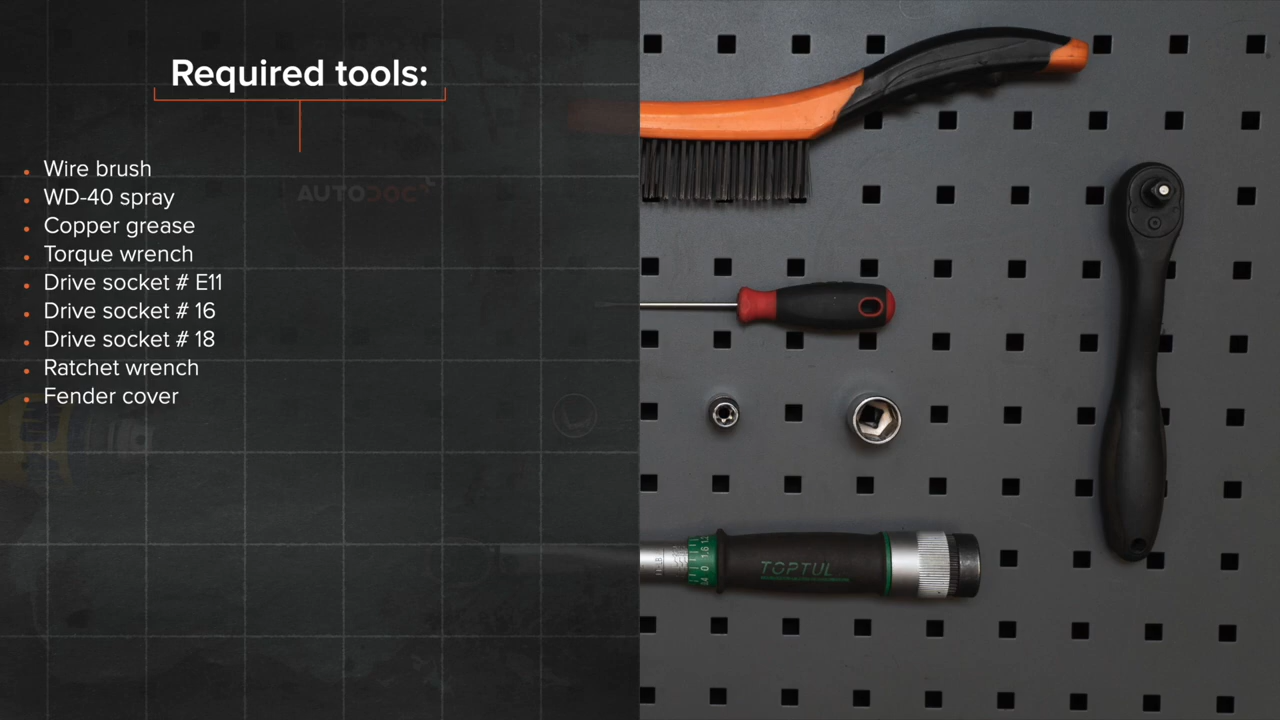 Required tools:
AUTODOC
Wire brush
WD-40 spray
Copper grease
Torque wrench
Drive socket # E11
Drive socket # 16
Drive socket # 18
Ratchet wrench
Fender cover
TOPTUL